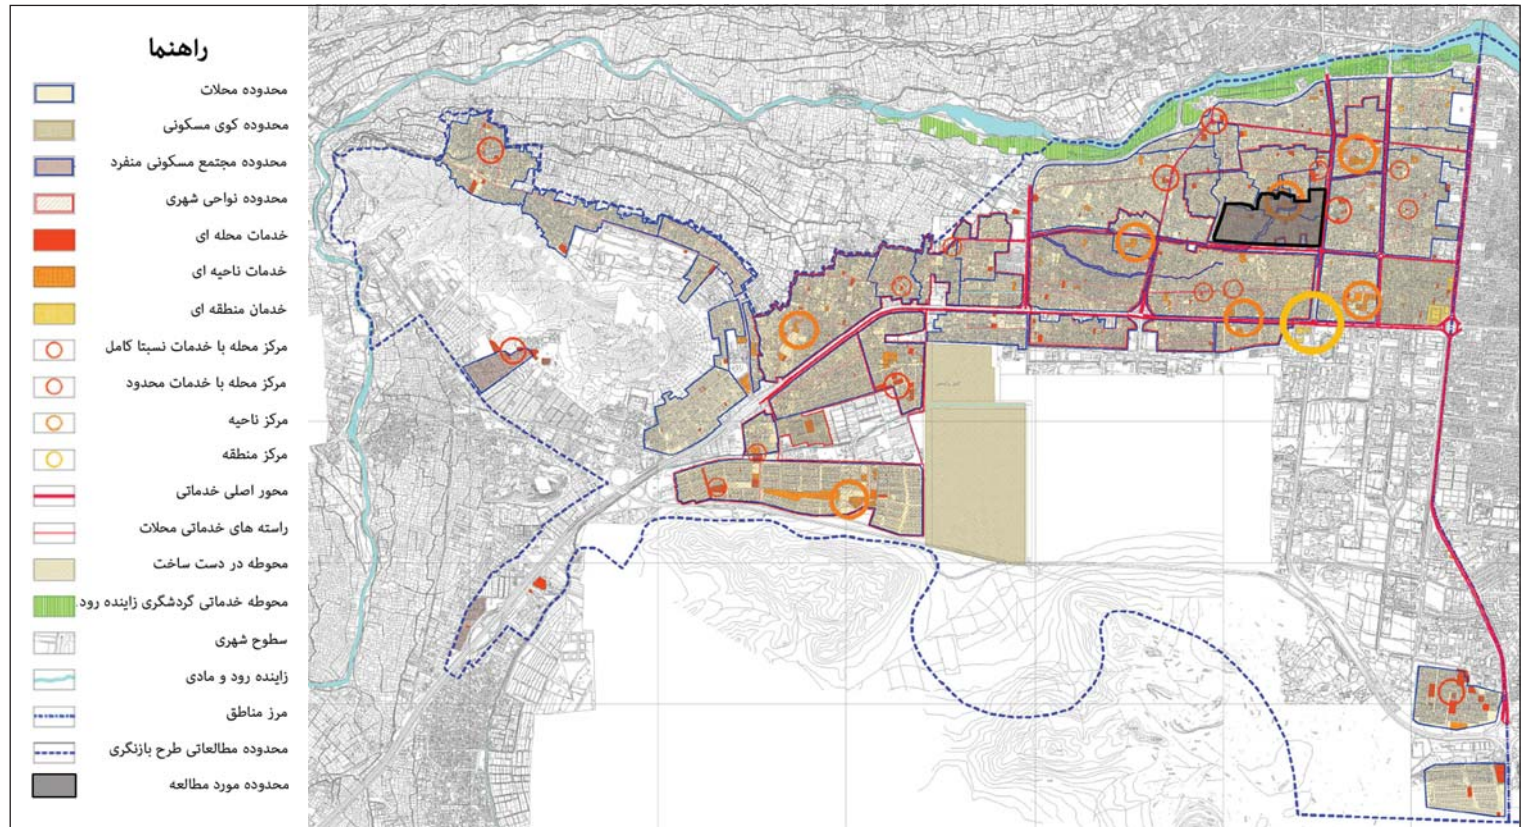 راهنما
محدوده محلات
محدوده کوی مسکونی
محدوده مجتمع مسکونی منفرد
محدوده نواحی شهری
خدمات محله ای
خدمات ناحیه ای
خدمان منطقه ای
مرکز محله با خدمات نسبتا کامل
مرکز محله با خدمات محدود
مرکز ناحیه
مرکز منطقه
محور اصلی خدماتی
راسته های خدماتی محلات
محوطه در دست ساخت
محوطه خدماتی گردشگری زاینده رود
سطوح شهری
زاینده رود و مادی
مرز مناطق
محدوده مطالعاتی طرح بازنگری
محدوده مورد مطالعه